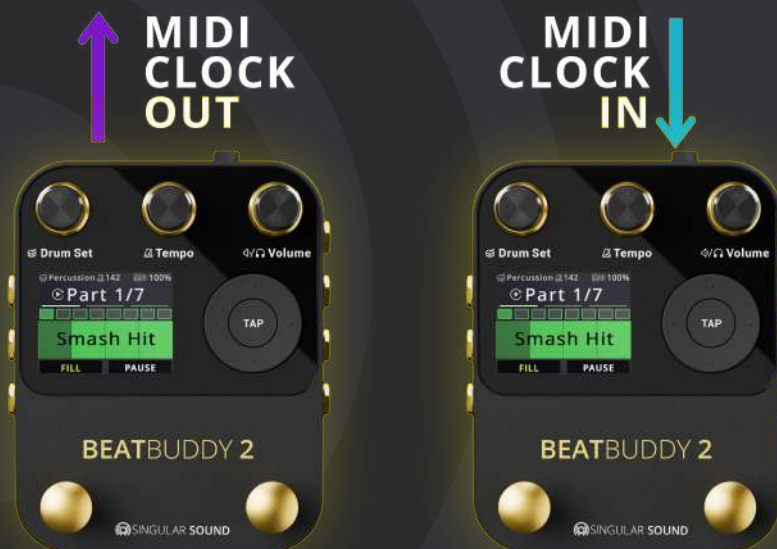 MIDI
CLOCK
OUT
Drum Set
Tempo
Volume
Percussion 142 100%
Part 1/7
Smash Hit
FILL PAUSE
TAP
BEATBUDDY 2
SINGULAR SOUND
MIDI
CLOCK
IN
Drum Set
Tempo
Volume
Percussion 142 100%
Part 1/7
Smash Hit
FILL PAUSE
TAP
BEATBUDDY 2
SINGULAR SOUND